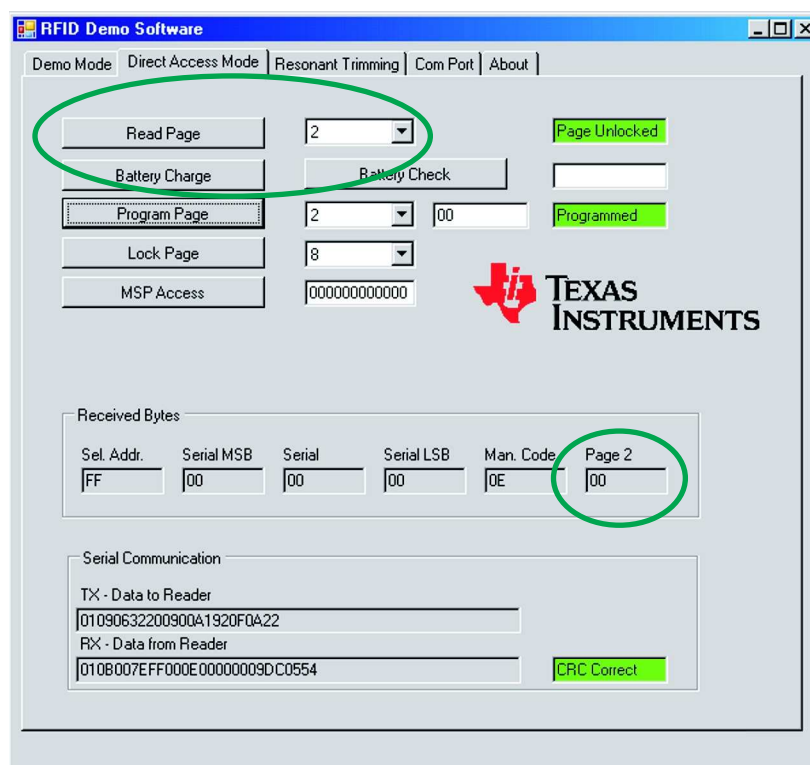 RFID Demo Software
Demo Mode Direct Access Mode Resonant Trimming Com Port About
Read Page 2 Page Unlocked
Battery Charge Battery Check
Program Page 2 00 Programmed
Lock Page 8
MSP Access 000000000000
TEXAS
INSTRUMENTS
Received Bytes
Sel. Addr. Serial MSB Serial Serial LSB Man. Code Page 2
FF 00 00 00 0E 00
Serial Communication
TX - Data to Reader
01090632200900A1920F0A22
RX - Data from Reader
010B007EFF000E00000009DC0554 CRC Correct